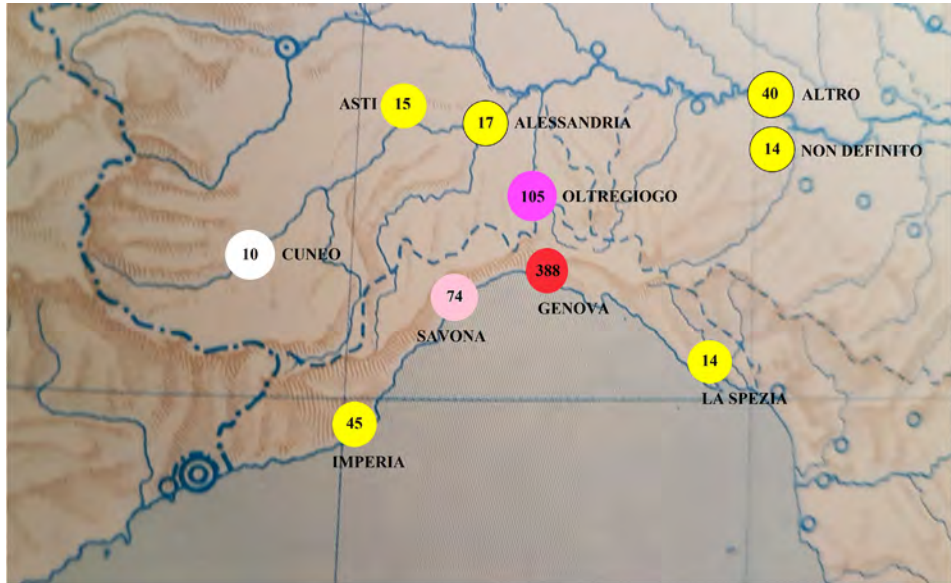 40 ALTRO
ASTI 15
17 ALESSANDRIA
14 NON DEFINITO
105 OLTREGIOGO
10 CUNEO
388
GENOVA
74
SAVONA
14
LA SPEZIA
45
IMPERIA